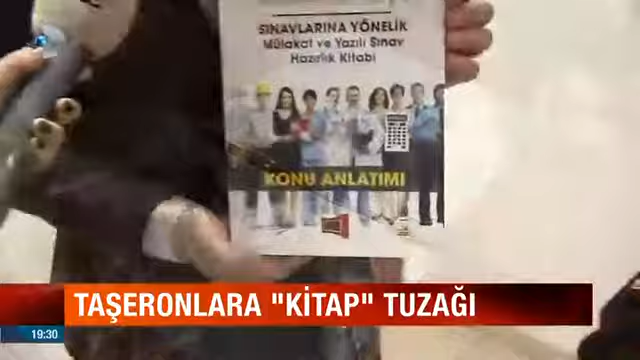 SINAVLARINA YÖNELİK
Mülakat ve Yazılı Sınav
Hazırlık Kitabı
KONU ANLATIMI
TAŞERONLARA "KİTAP" TUZAĞI
19:30